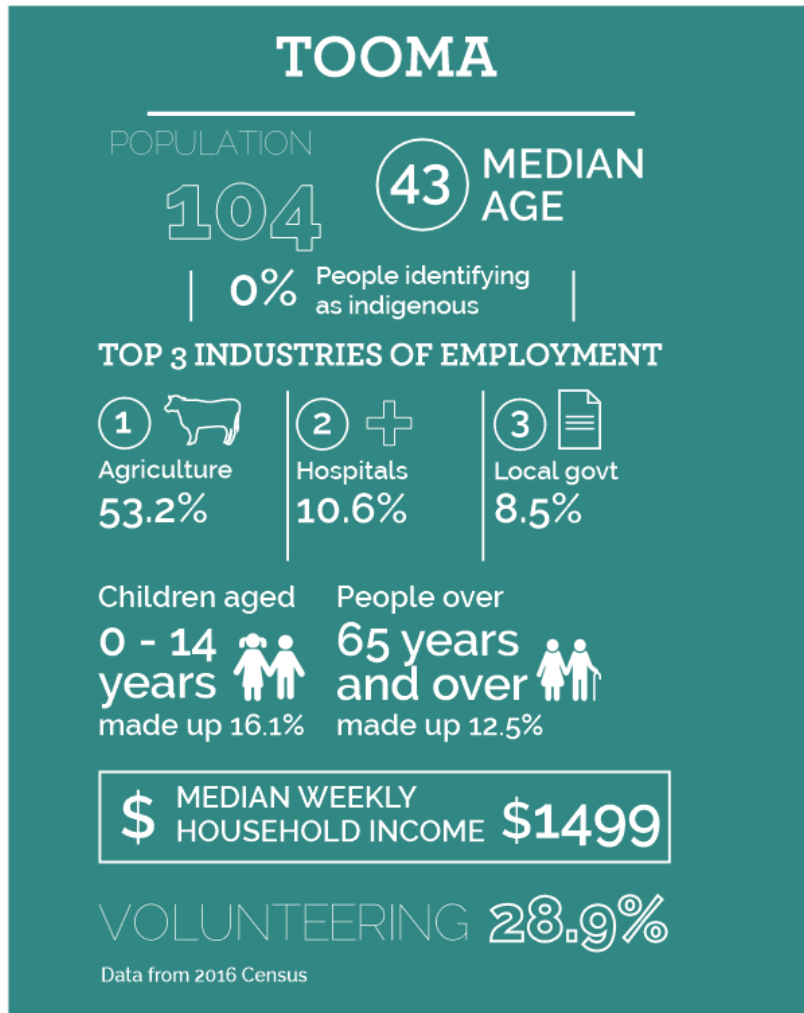 TOOMA
POPULATION
104
43
MEDIAN
AGE
0%
People identifying
as indigenous
TOP 3 INDUSTRIES OF EMPLOYMENT
1
Agriculture
53.2%
2
Hospitals
10.6%
3
Local govt
8.5%
Children aged
0 - 14
years
made up 16.1%
People over
65 years
and over
made up 12.5%
$
MEDIAN WEEKLY
HOUSEHOLD INCOME
$1499
VOLUNTEERING 28.9%
Data from 2016 Census